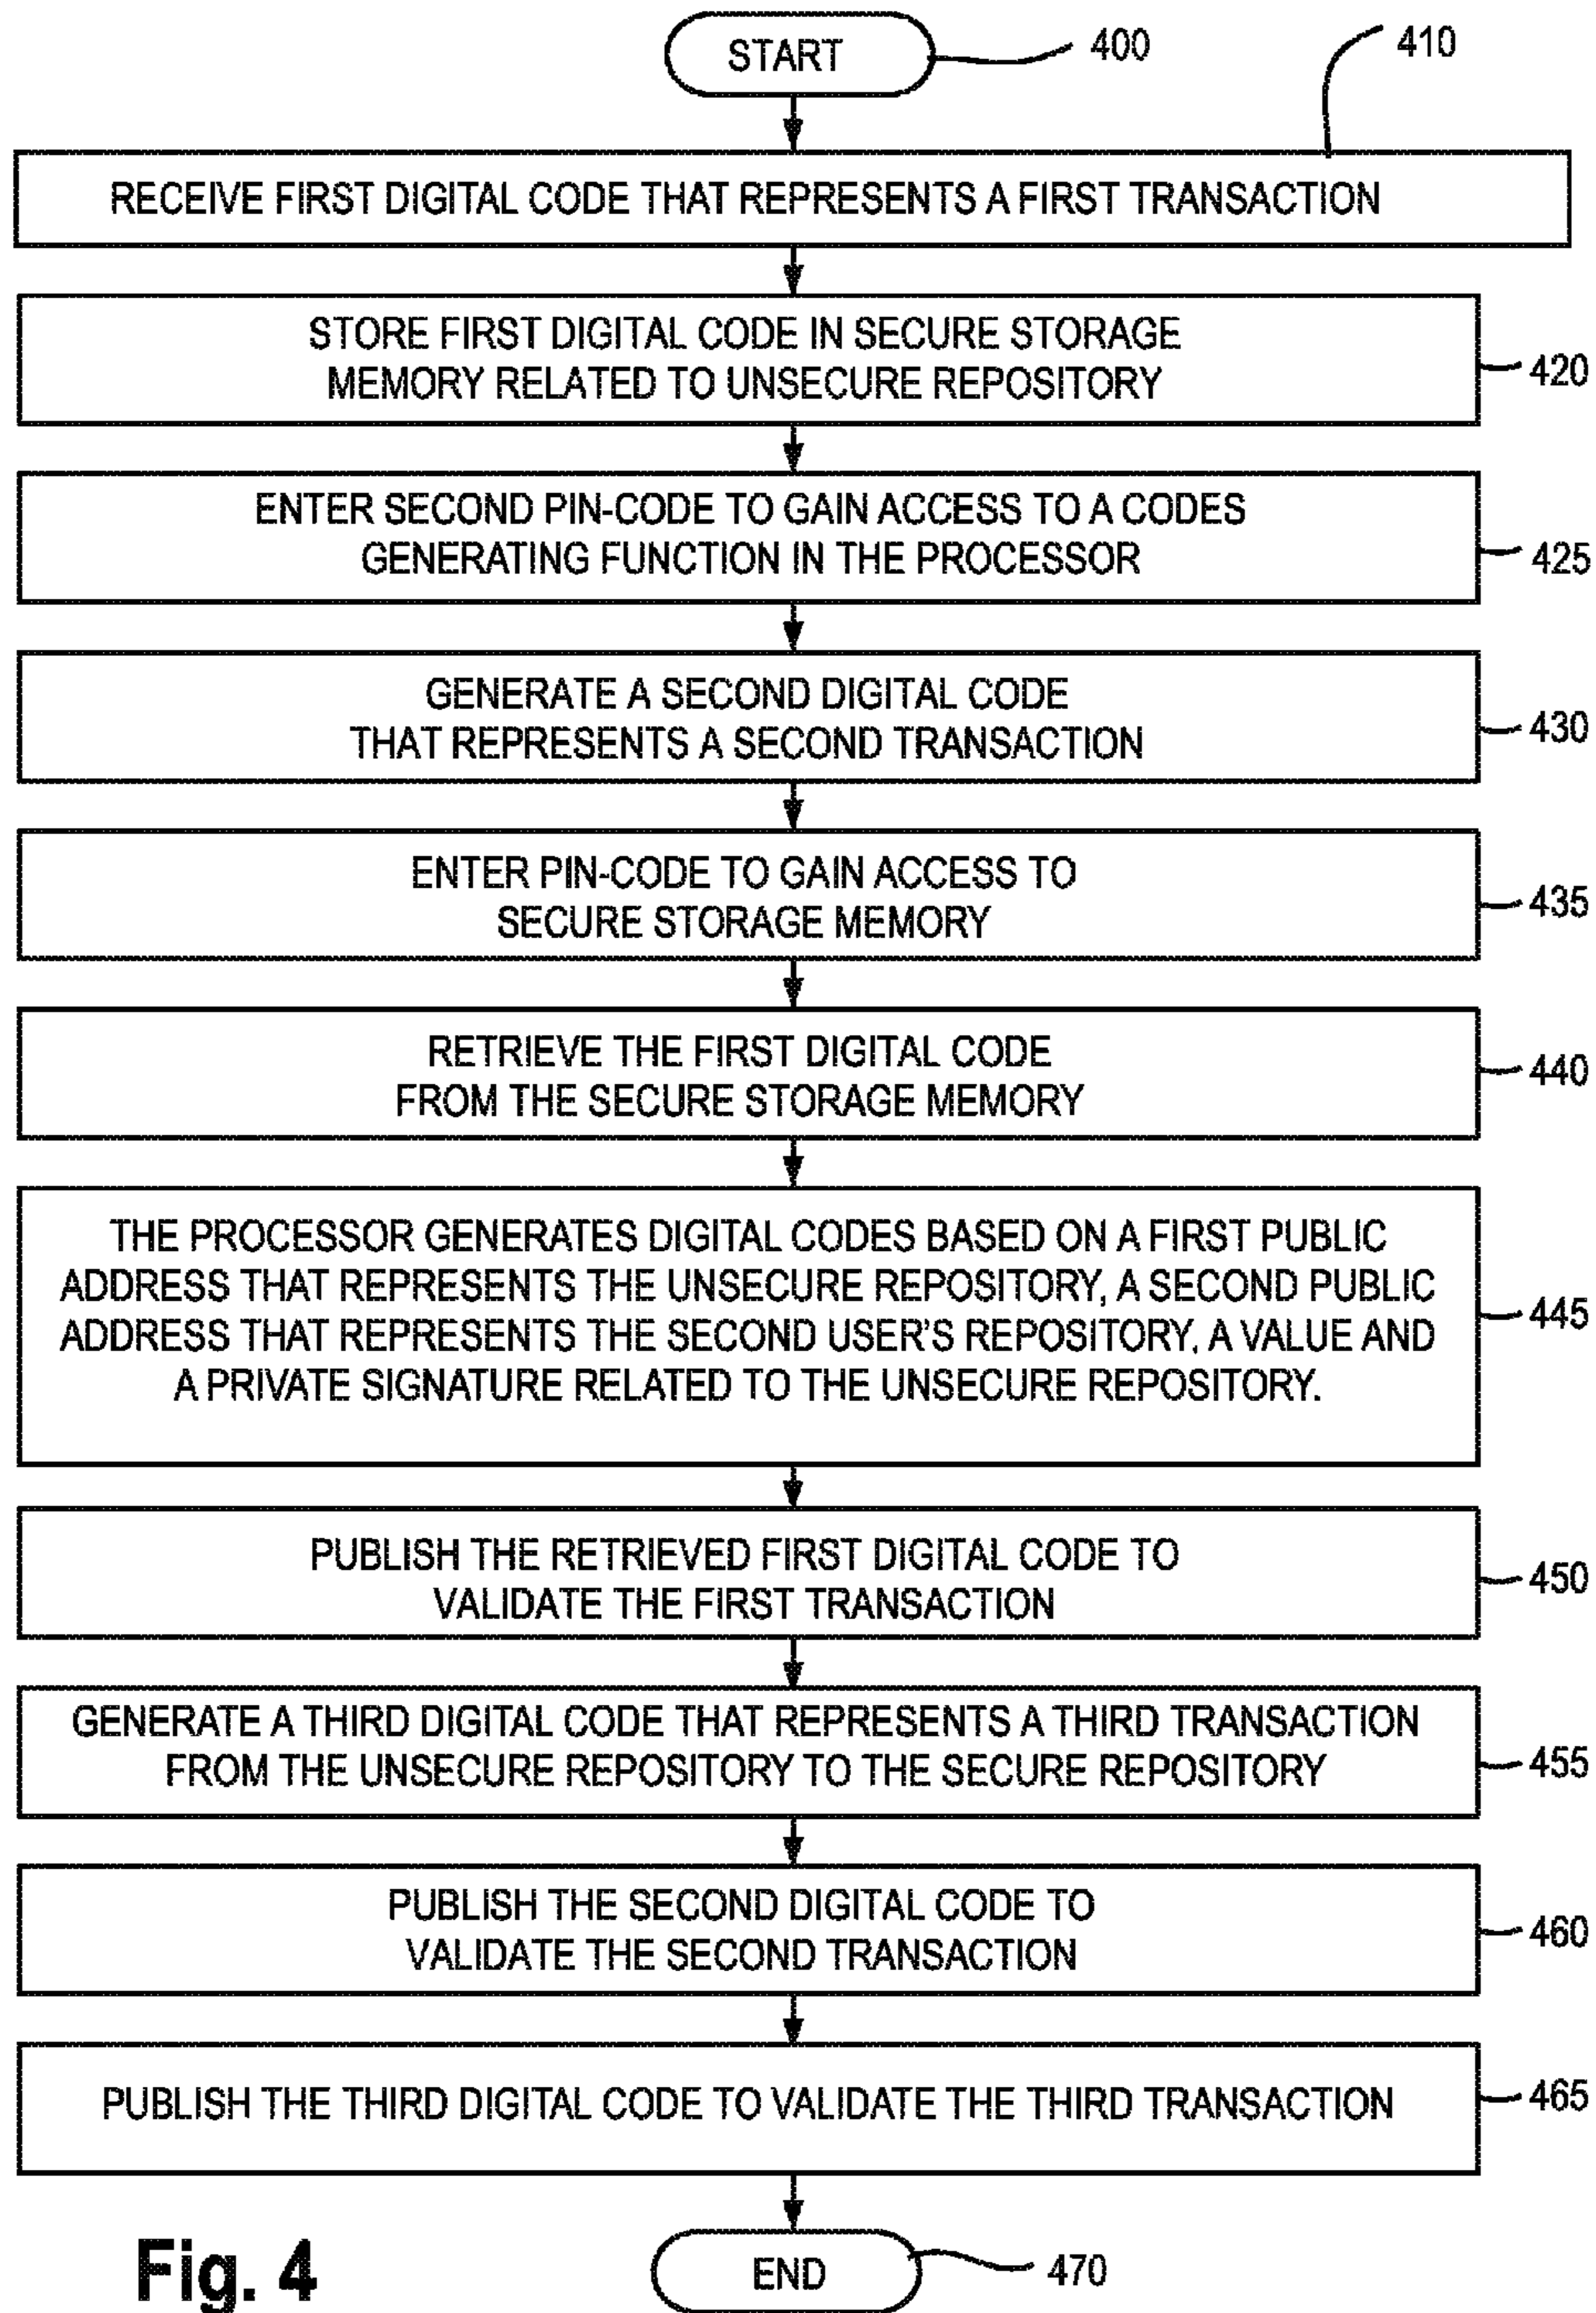 START
400
410
RECEIVE FIRST DIGITAL CODE THAT REPRESENTS A FIRST TRANSACTION
STORE FIRST DIGITAL CODE IN SECURE STORAGE
MEMORY RELATED TO UNSECURE REPOSITORY
420
ENTER SECOND PIN-CODE TO GAIN ACCESS TO A CODES
GENERATING FUNCTION IN THE PROCESSOR
425
GENERATE A SECOND DIGITAL CODE
THAT REPRESENTS A SECOND TRANSACTION
430
ENTER PIN-CODE TO GAIN ACCESS TO
SECURE STORAGE MEMORY
435
RETRIEVE THE FIRST DIGITAL CODE
FROM THE SECURE STORAGE MEMORY
440
THE PROCESSOR GENERATES DIGITAL CODES BASED ON A FIRST PUBLIC
ADDRESS THAT REPRESENTS THE UNSECURE REPOSITORY, A SECOND PUBLIC
ADDRESS THAT REPRESENTS THE SECOND USER'S REPOSITORY, A VALUE AND
A PRIVATE SIGNATURE RELATED TO THE UNSECURE REPOSITORY.
445
PUBLISH THE RETRIEVED FIRST DIGITAL CODE TO
VALIDATE THE FIRST TRANSACTION
450
GENERATE A THIRD DIGITAL CODE THAT REPRESENTS A THIRD TRANSACTION
FROM THE UNSECURE REPOSITORY TO THE SECURE REPOSITORY
455
PUBLISH THE SECOND DIGITAL CODE TO
VALIDATE THE SECOND TRANSACTION
460
PUBLISH THE THIRD DIGITAL CODE TO VALIDATE THE THIRD TRANSACTION
465
END
470
Fig. 4